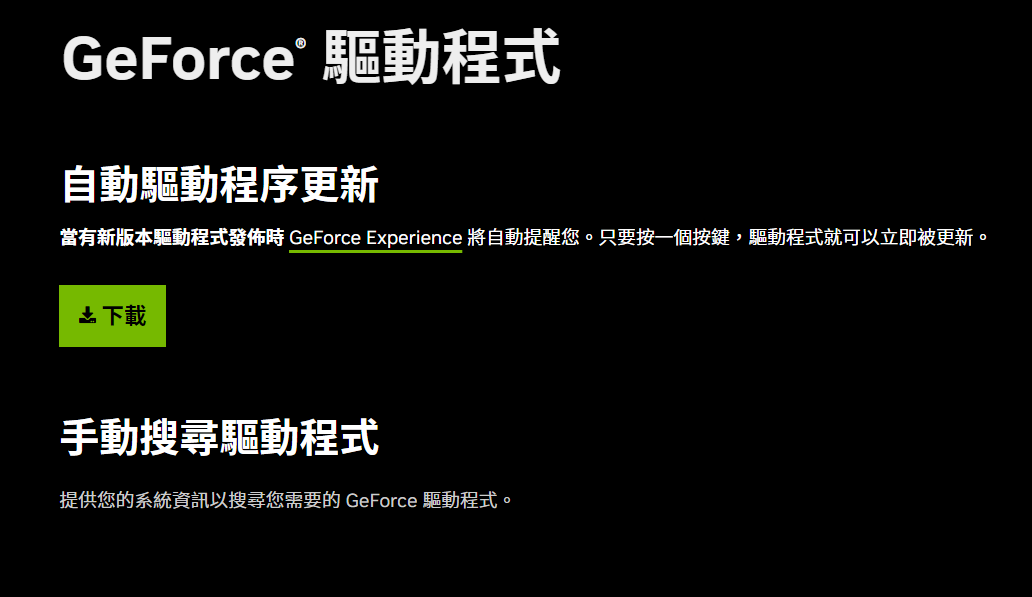 GeForce® 驅動程式
自動驅動程序更新
當有新版本驅動程式發佈時 GeForce Experience 將自動提醒您。只要按一個按鍵，驅動程式就可以立即被更新。
下載
手動搜尋驅動程式
提供您的系統資訊以搜尋您需要的 GeForce 驅動程式。